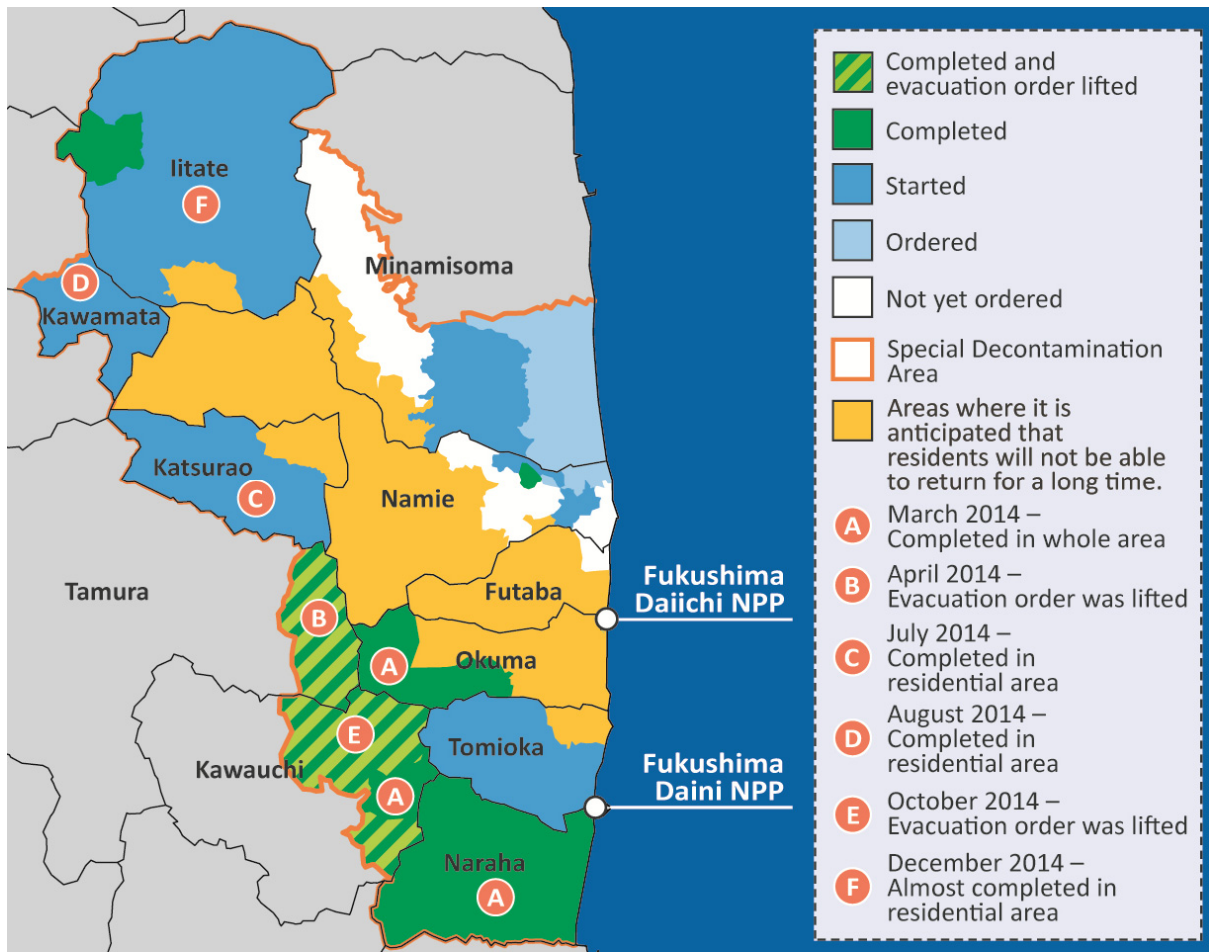 Iitate
F
D
Minamisoma
Kawamata
Katsurao
C
Namie
Tamura
B
Futaba
Fukushima
Daiichi NPP
A
Okuma
E
Tomioka
Kawauchi
A
Fukushima
Daini NPP
Naraha
A
Completed and
evacuation order lifted
Completed
Started
Ordered
Not yet ordered
Special Decontamination
Area
Areas where it is
anticipated that
residents will not be able
to return for a long time.
A
March 2014 –
Completed in whole area
B
April 2014 –
Evacuation order was lifted
C
July 2014 –
Completed in
residential area
D
August 2014 –
Completed in
residential area
E
October 2014 –
Evacuation order was lifted
F
December 2014 –
Almost completed in
residential area